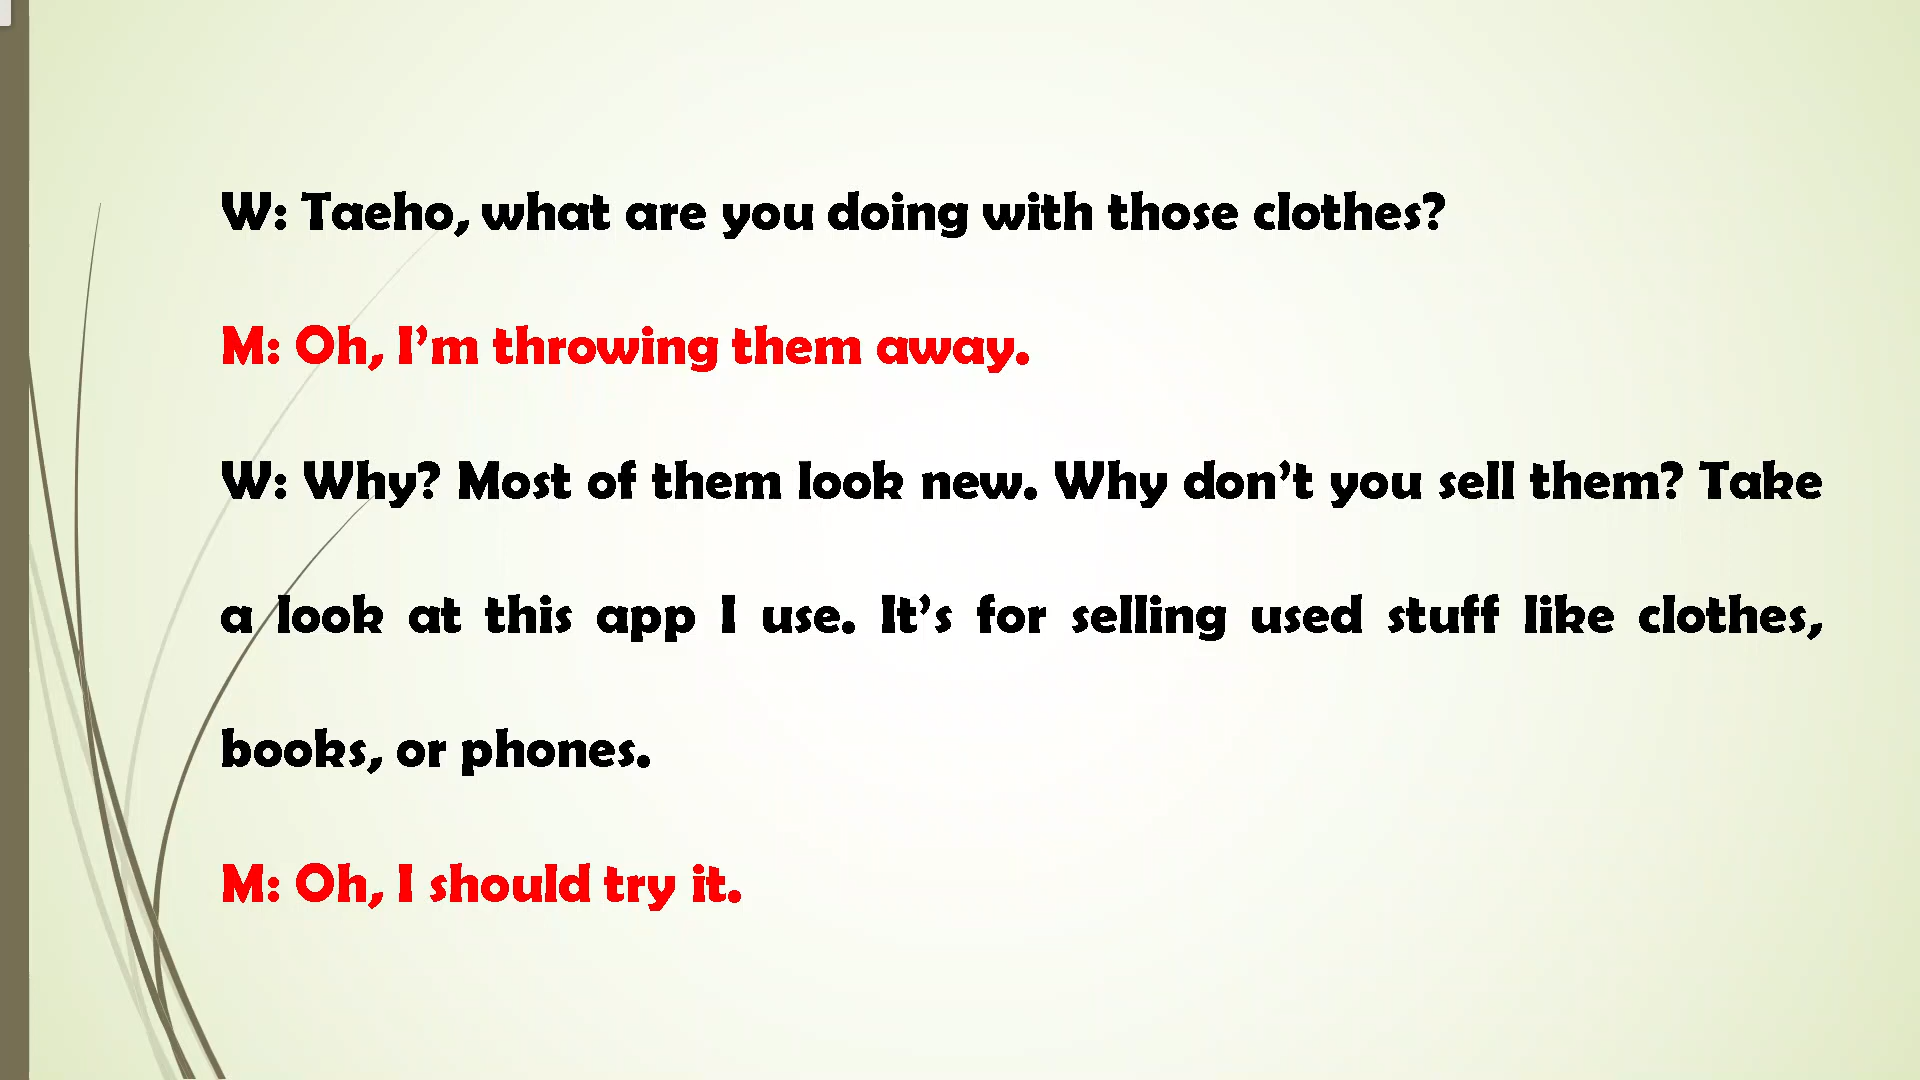 W: Taeho, what are you doing with those clothes?
M: Oh, I’m throwing them away.
W: Why? Most of them look new. Why don’t you sell them? Take
a look at this app I use. It’s for selling used stuff like clothes,
books, or phones.
M: Oh, I should try it.